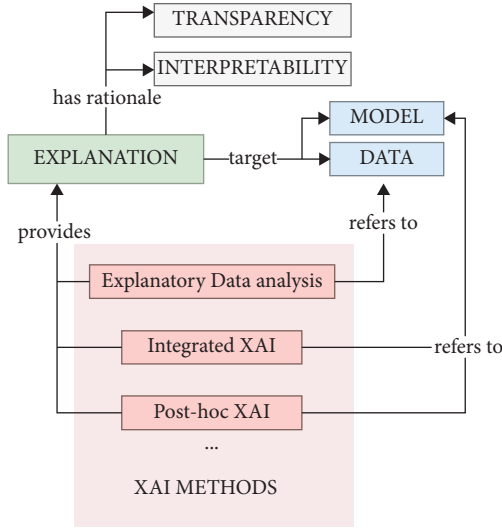 TRANSPARENCY
INTERPRETABILITY
has rationale
MODEL
EXPLANATION
target
DATA
provides
refers to
Explanatory Data analysis
Integrated XAI
refers to
Post-hoc XAI
...
XAI METHODS